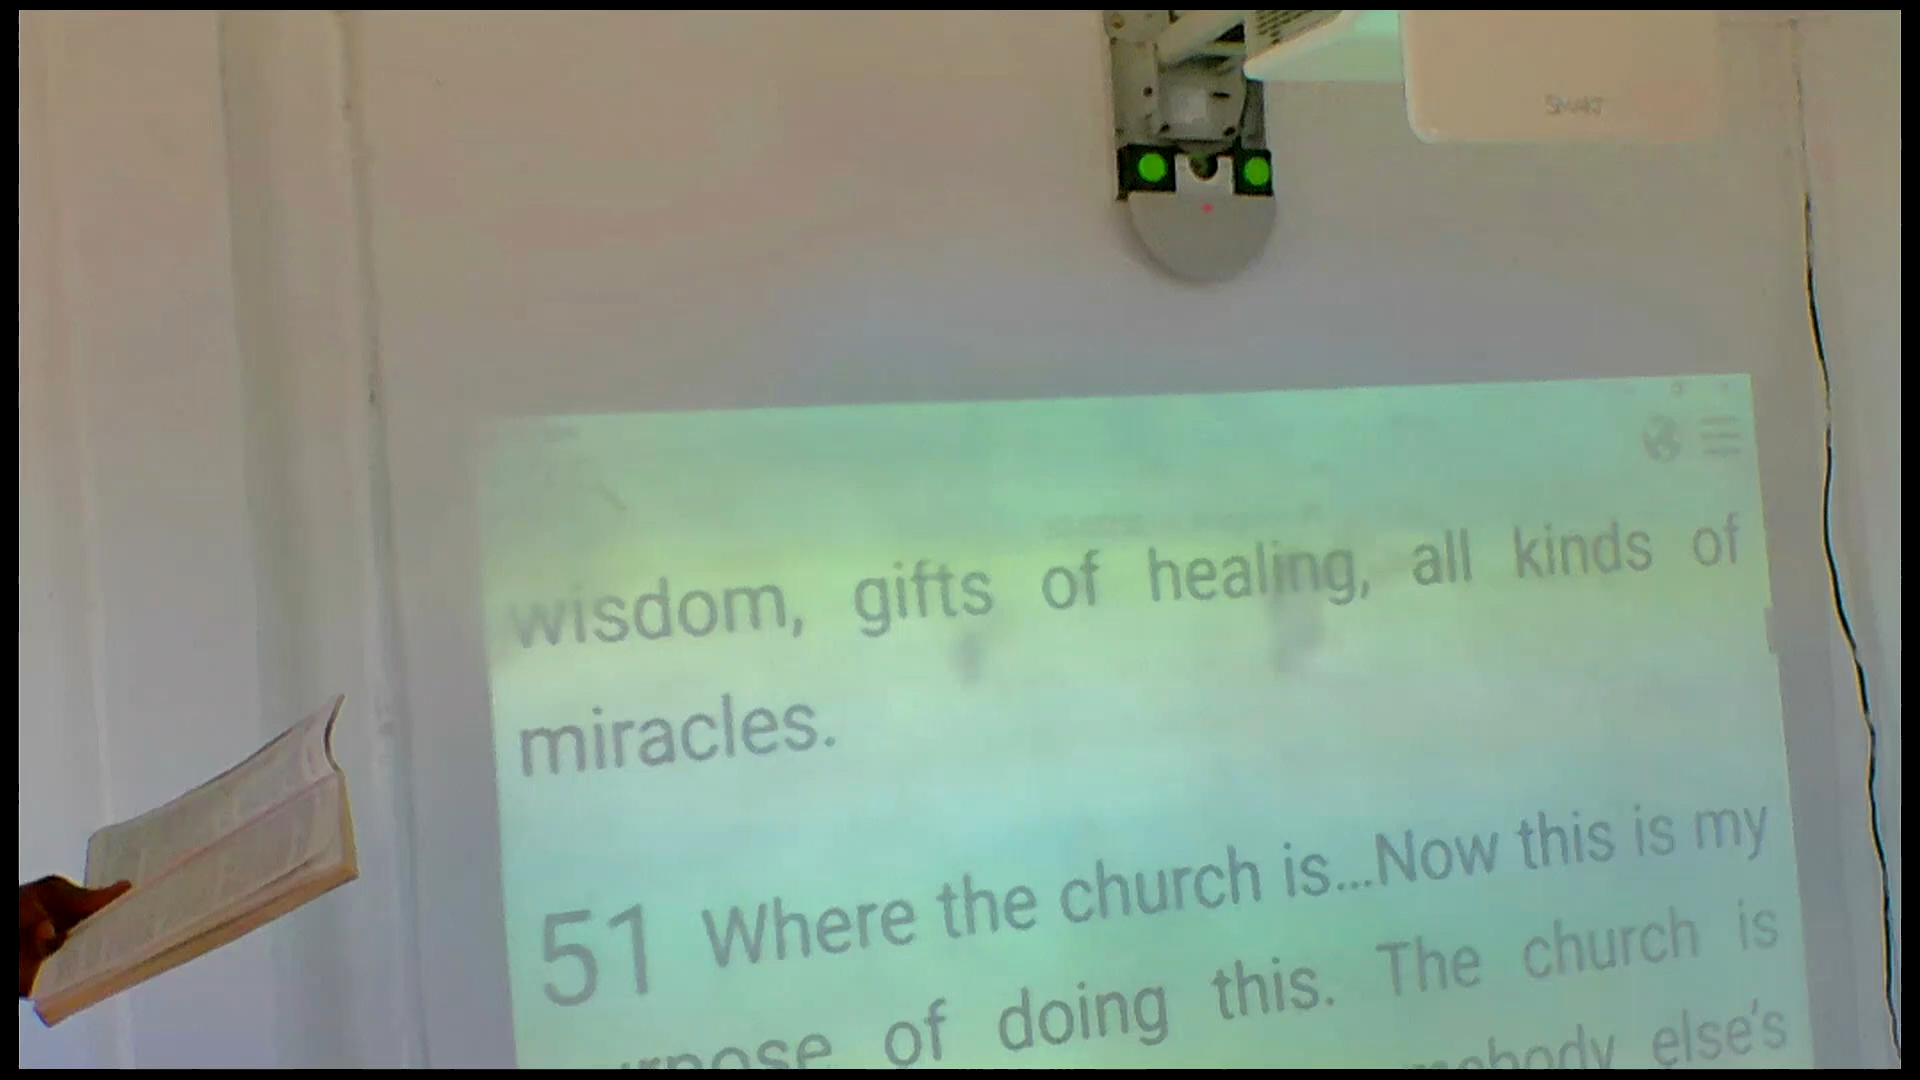 SMART
wisdom, gifts of healing, all kinds of
miracles.
51 Where the church is...Now this is my
of doing this. The church is
else's